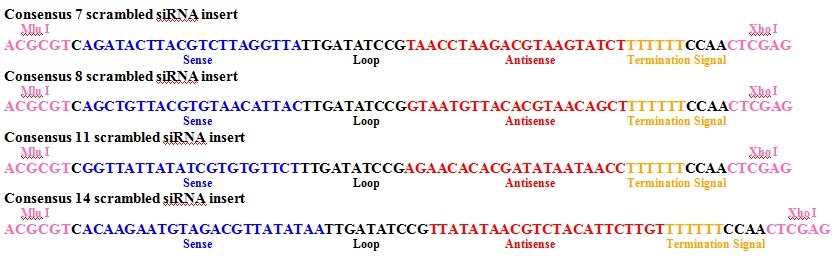 Consensus 7 scrambled siRNA insert
Mlu I Xho I
ACGCGTCAGATACTTACGTCTTAGGTTATTGATATCCGTAACCTAAGACGTAAGTATCTTTTTTTCCAACTCGAG
Sense Loop Antisense Termination Signal
Consensus 8 scrambled siRNA insert
Mlu I Xho I
ACGCGTCAGCTGTTACGTGTAACATTACTTGATATCCGGTAATGTTACACGTAACAGCTTTTTTTCCAACTCGAG
Sense Loop Antisense Termination Signal
Consensus 11 scrambled siRNA insert
Mlu I Xho I
ACGCGTCGGTTATTATATCGTGTGTTCTTTGATATCCGAGAACACACGATATAATAACCTTTTTTCCAACTCGAG
Sense Loop Antisense Termination Signal
Consensus 14 scrambled siRNA insert
Mlu I Xho I
ACGCGTCACAAGAATGTAGACGTTATATAATTGATATCCGTTATATAACGTCTACATTCTTGTTTTTTTCCAACTCGAG
Sense Loop Antisense Termination Signal